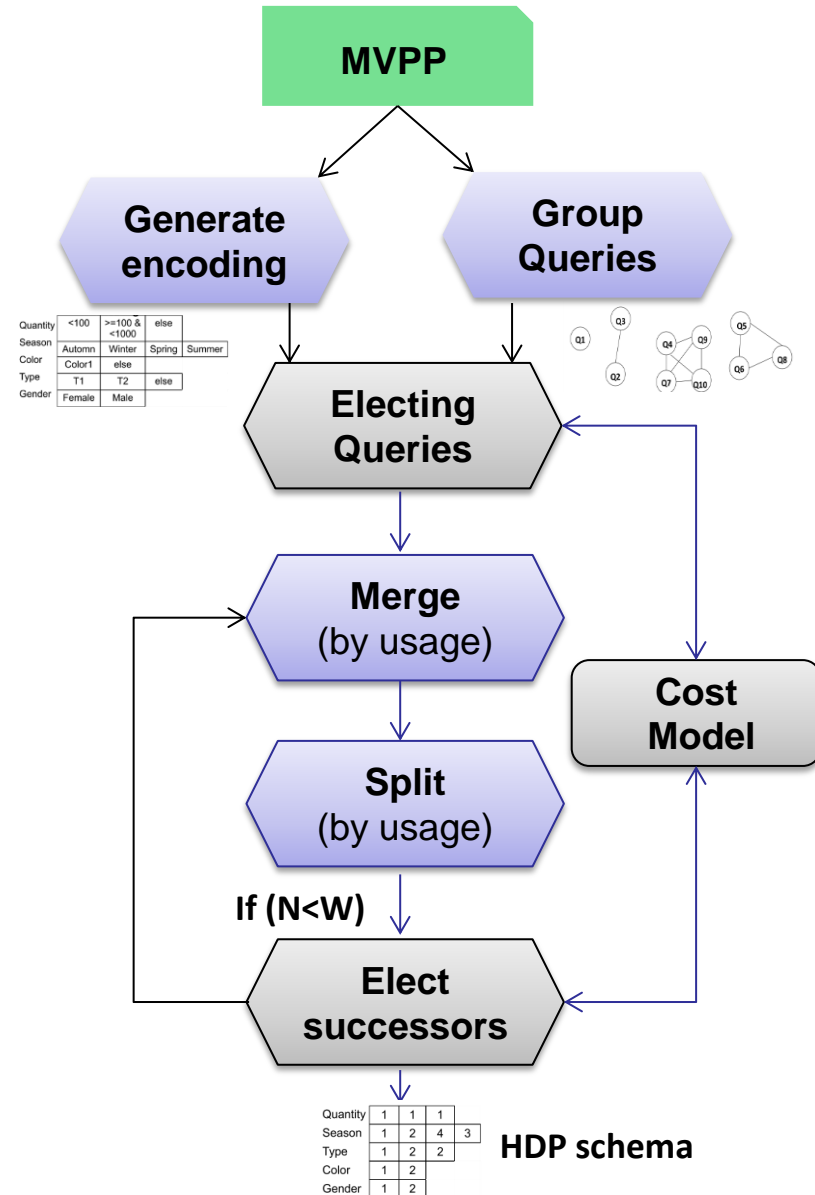 MVPP
Generate
encoding
Group
Queries
Quantity <100 >=100 & <1000 else
Season Automn Winter Spring Summer
Color Color1 else
Type T1 T2 else
Gender Female Male
Q1
Q3
Q2
Q4
Q9
Q7
Q10
Q5
Q6
Q8
Electing
Queries
Merge
(by usage)
Cost
Model
Split
(by usage)
If (N<W)
Elect
successors
Quantity 1 1 1
Season 1 2 4 3
Type 1 2 2
Color 1 2
Gender 1 2
HDP schema